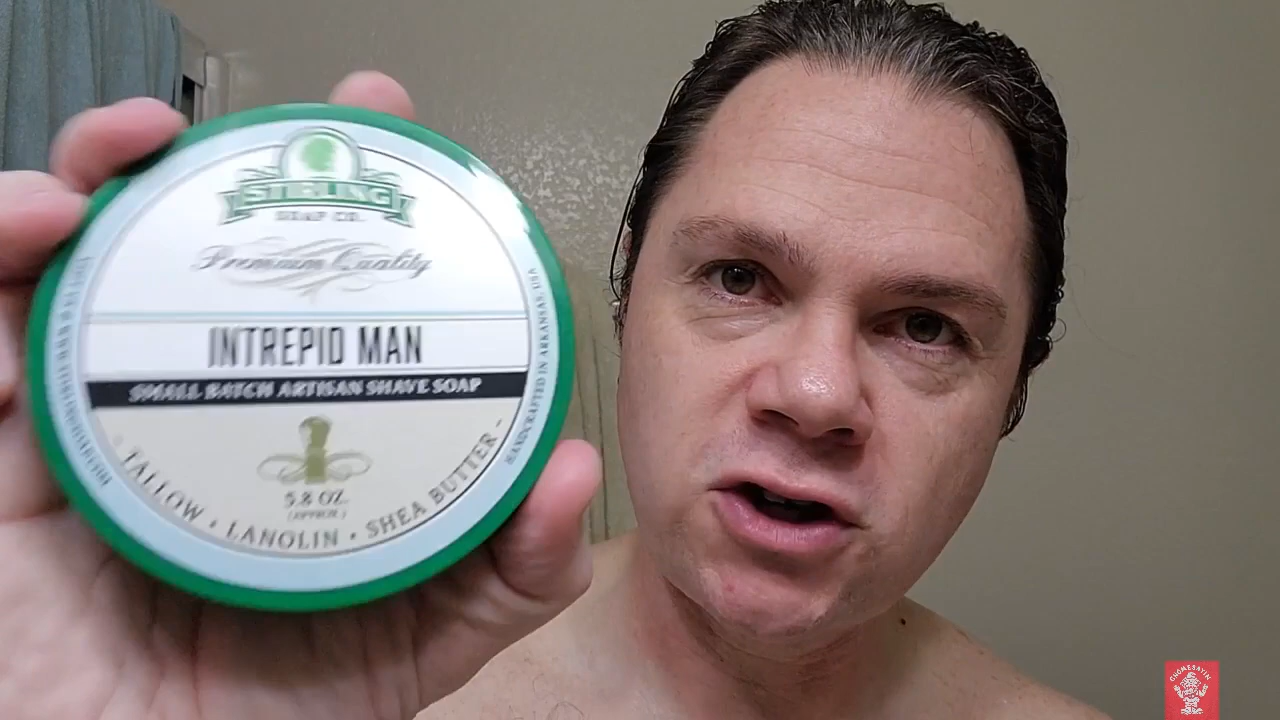 STIRLING
SOAP CO.
Premium Quality
INTREPID MAN
SMALL BATCH ARTISAN SHAVE SOAP
5.8 OZ.
(APPROX.)
- TALLOW • LANOLIN • SHEA BUTTER -
HANDCRAFTED IN ARKANSAS, USA
GNOMESAYIN